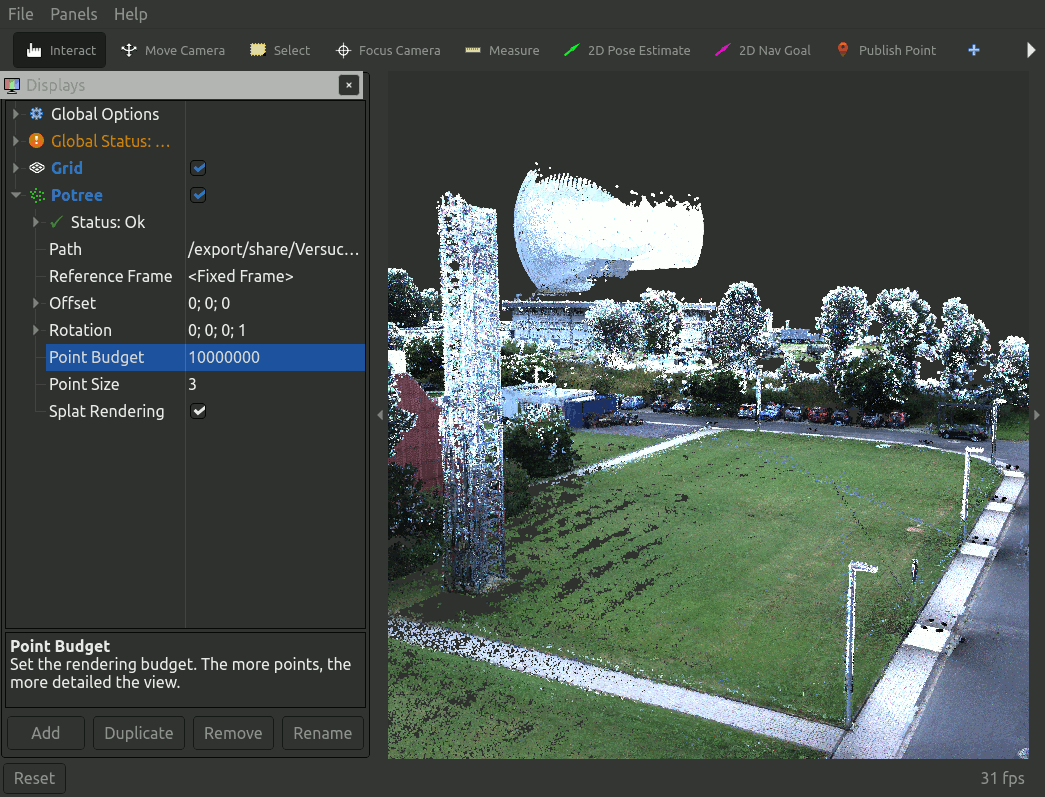 File Panels Help
Interact Move Camera Select Focus Camera Measure 2D Pose Estimate 2D Nav Goal Publish Point
Displays
Global Options
Global Status: ...
Grid
Potree
Status: Ok
Path /export/share/Versuc...
Reference Frame <Fixed Frame>
Offset 0; 0; 0
Rotation 0; 0; 0; 1
Point Budget 10000000
Point Size 3
Splat Rendering
Point Budget
Set the rendering budget. The more points, the
more detailed the view.
Add Duplicate Remove Rename
Reset 31 fps